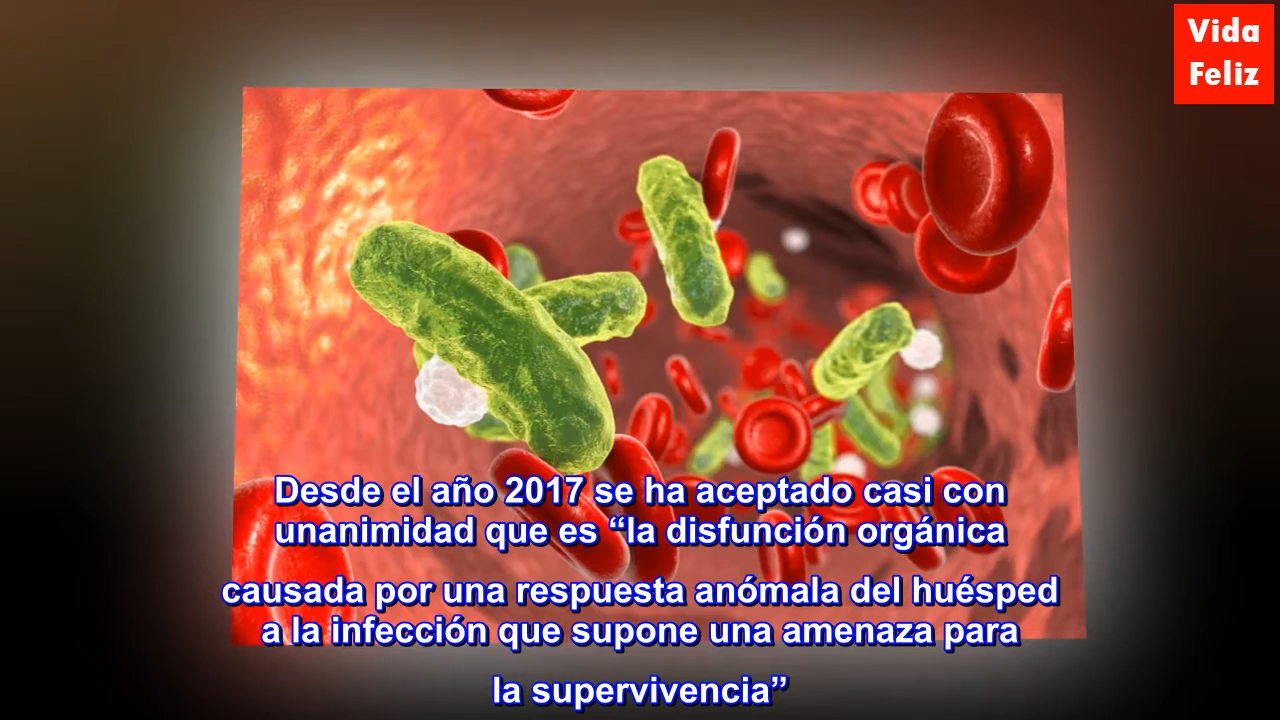 Vida
Feliz
Desde el año 2017 se ha aceptado casi con
unanimidad que es “la disfunción orgánica
causada por una respuesta anómala del huésped
a la infección que supone una amenaza para
la supervivencia”